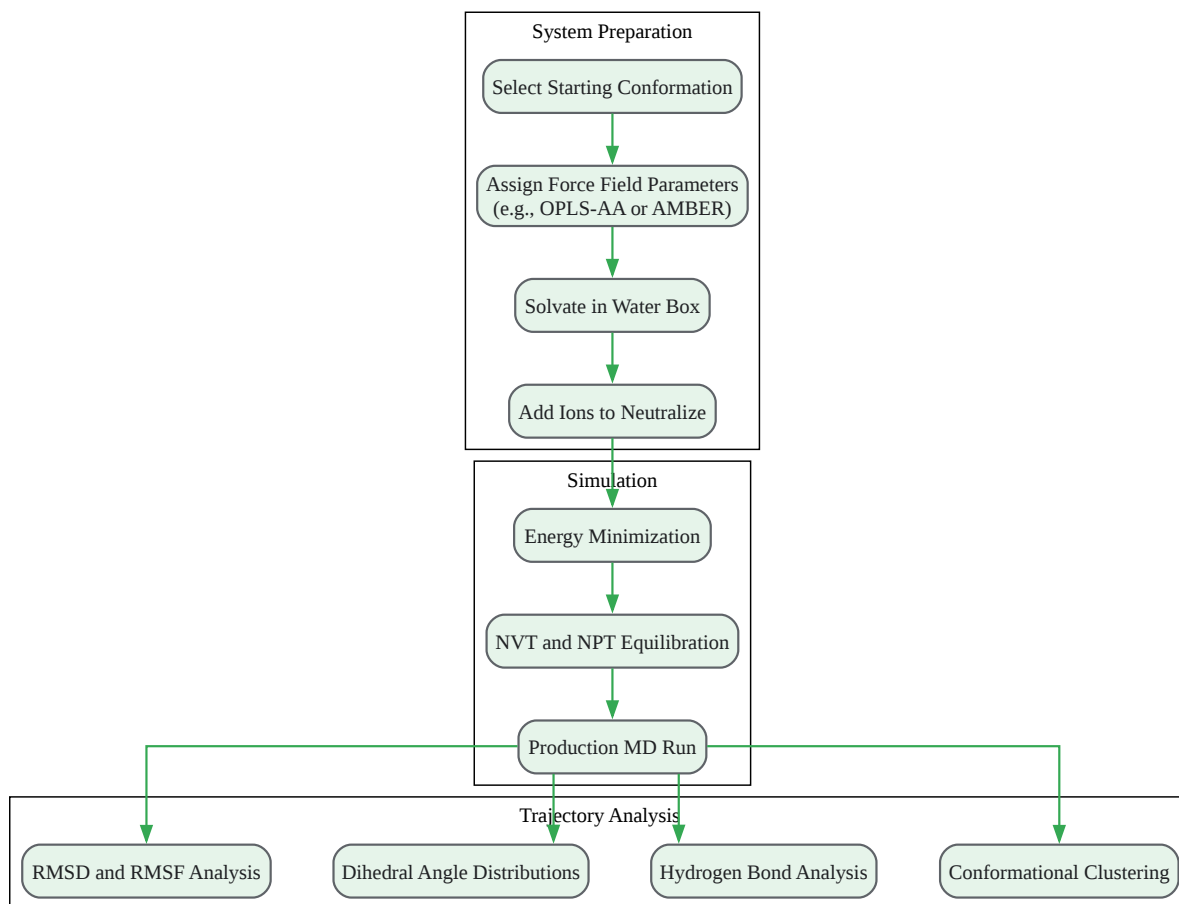 System Preparation
Select Starting Conformation
Assign Force Field Parameters
(e.g., OPLS-AA or AMBER)
Solvate in Water Box
Add Ions to Neutralize
Simulation
Energy Minimization
NVT and NPT Equilibration
Production MD Run
Trajectory Analysis
RMSD and RMSF Analysis
Dihedral Angle Distributions
Hydrogen Bond Analysis
Conformational Clustering